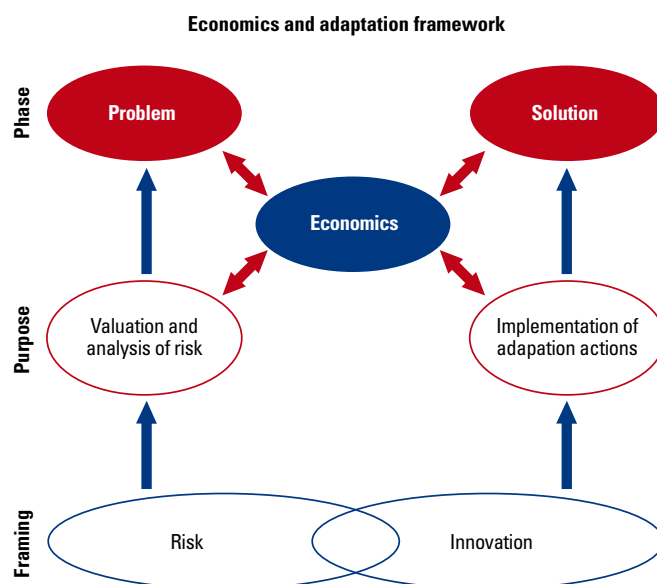 Economics and adaptation framework
Phase
Problem
Solution
Economics
Purpose
Valuation and
analysis of risk
Implementation of
adapation actions
Framing
Risk
Innovation